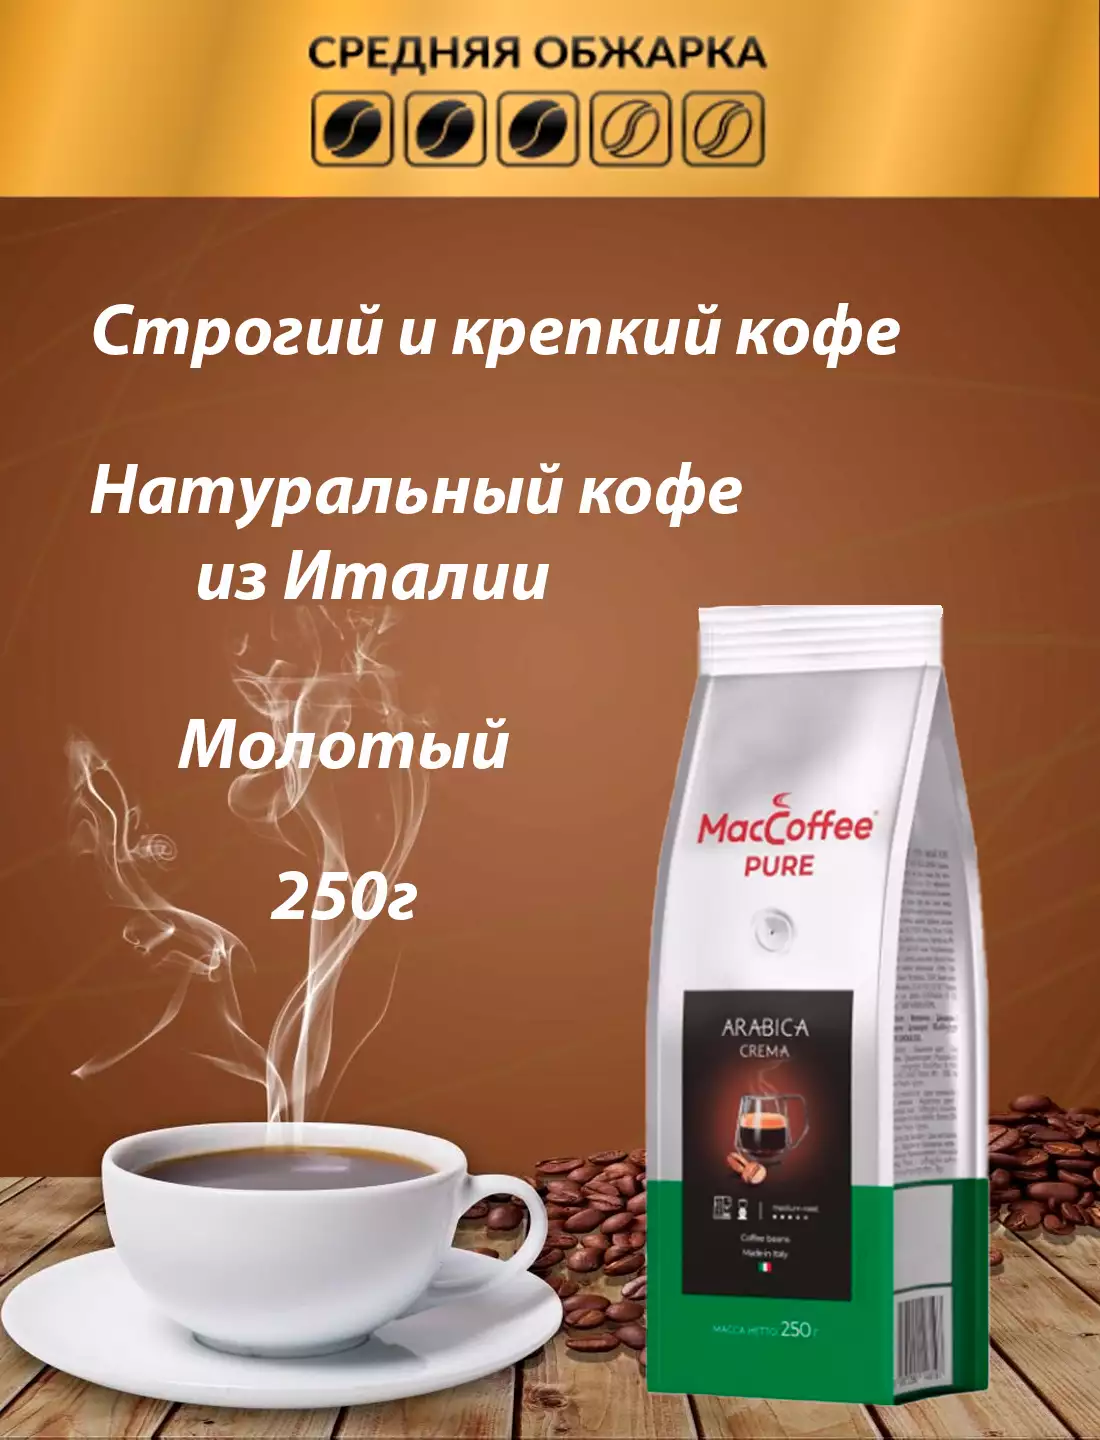 СРЕДНЯЯ ОБЖАРКА
Строгий и крепкий кофе
Натуральный кофе
из Италии
Молотый
250г
MacCoffee
PURE
ARABICA
CREMA
medium roast
Coffee beans
Made in Italy
МАССА НЕТТО: 250 г